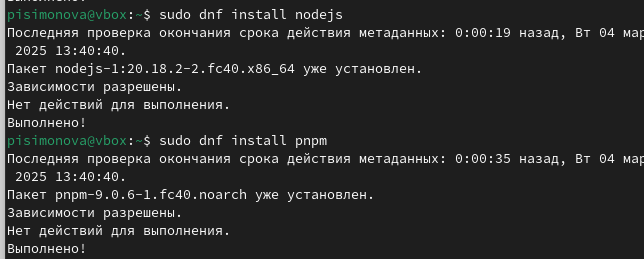 pisimonova@vbox:~$ sudo dnf install nodejs
Последняя проверка окончания срока действия метаданных: 0:00:19 назад, Вт 04 мар
 2025 13:40:40.
Пакет nodejs-1:20.18.2-2.fc40.x86_64 уже установлен.
Зависимости разрешены.
Нет действий для выполнения.
Выполнено!
pisimonova@vbox:~$ sudo dnf install pnpm
Последняя проверка окончания срока действия метаданных: 0:00:35 назад, Вт 04 мар
 2025 13:40:40.
Пакет pnpm-9.0.6-1.fc40.noarch уже установлен.
Зависимости разрешены.
Нет действий для выполнения.
Выполнено!